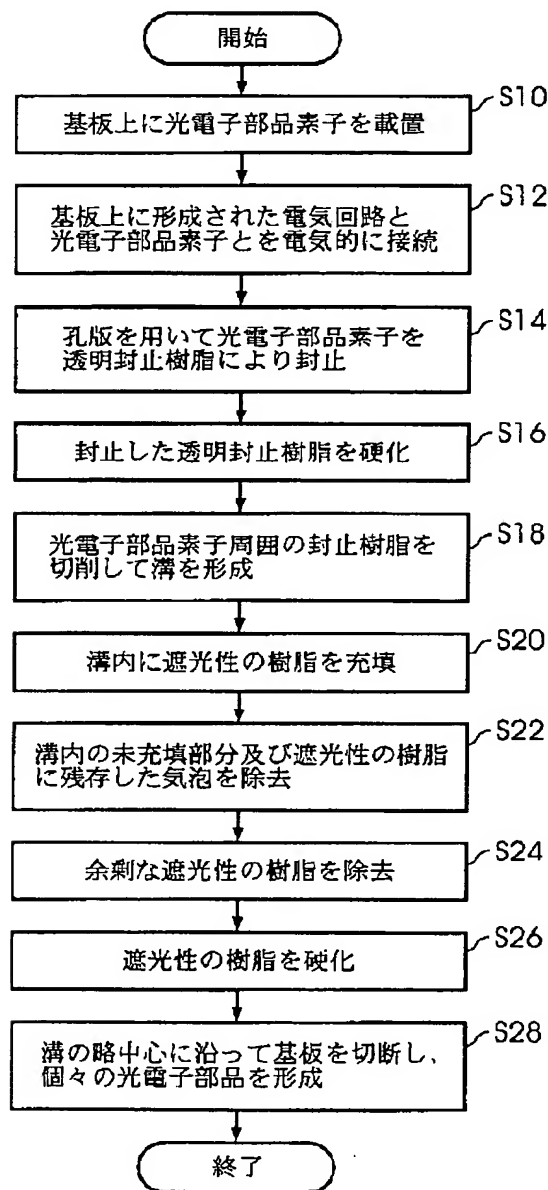 開始
S10
基板上に光電子部品素子を載置
S12
基板上に形成された電気回路と
光電子部品素子とを電気的に接続
S14
孔版を用いて光電子部品素子を
透明封止樹脂により封止
S16
封止した透明封止樹脂を硬化
S18
光電子部品素子周囲の封止樹脂を
切削して溝を形成
S20
溝内に遮光性の樹脂を充填
S22
溝内の未充填部分及び遮光性の樹脂
に残存した気泡を除去
S24
余剰な遮光性の樹脂を除去
S26
遮光性の樹脂を硬化
S28
溝の略中心に沿って基板を切断し、
個々の光電子部品を形成
終了